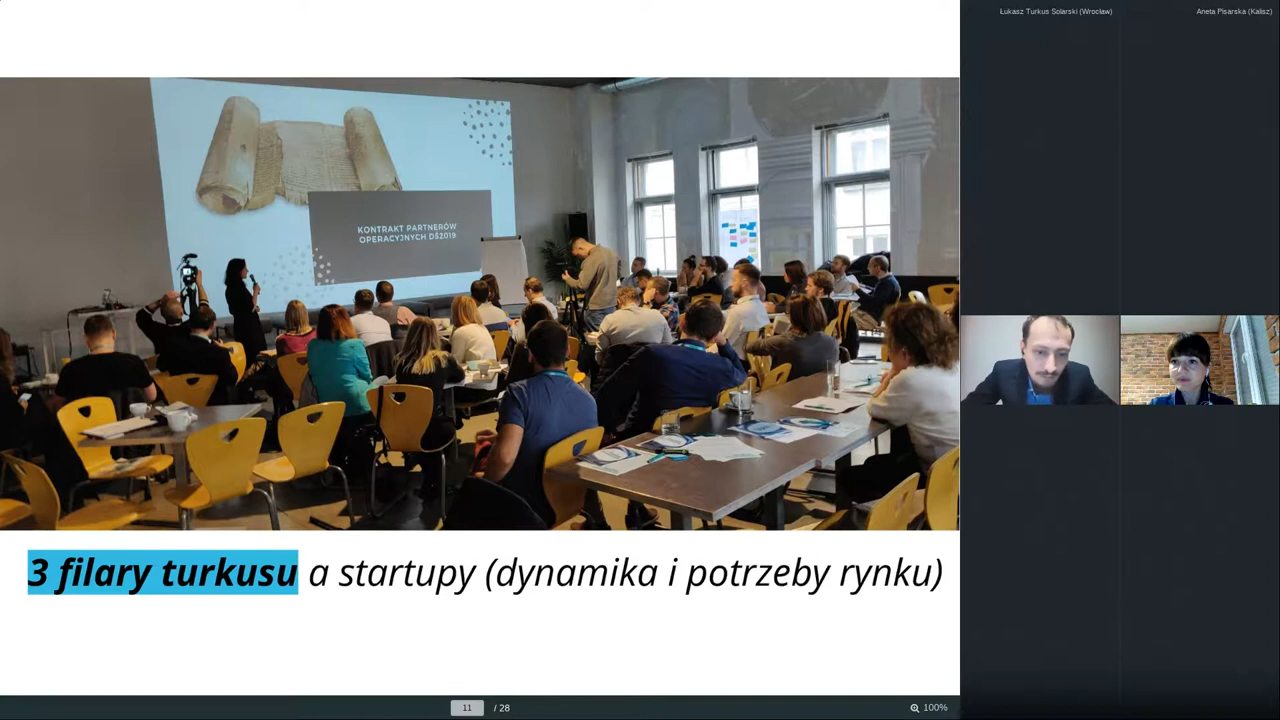 Łukasz Turkus Solarski (Wrocław)
Aneta Pisarska (Kalisz)
KONTRAKT PARTNERÓW
OPERACYJNYCH DŚ2019
3 filary turkusu a startupy (dynamika i potrzeby rynku)
11 / 28
100%